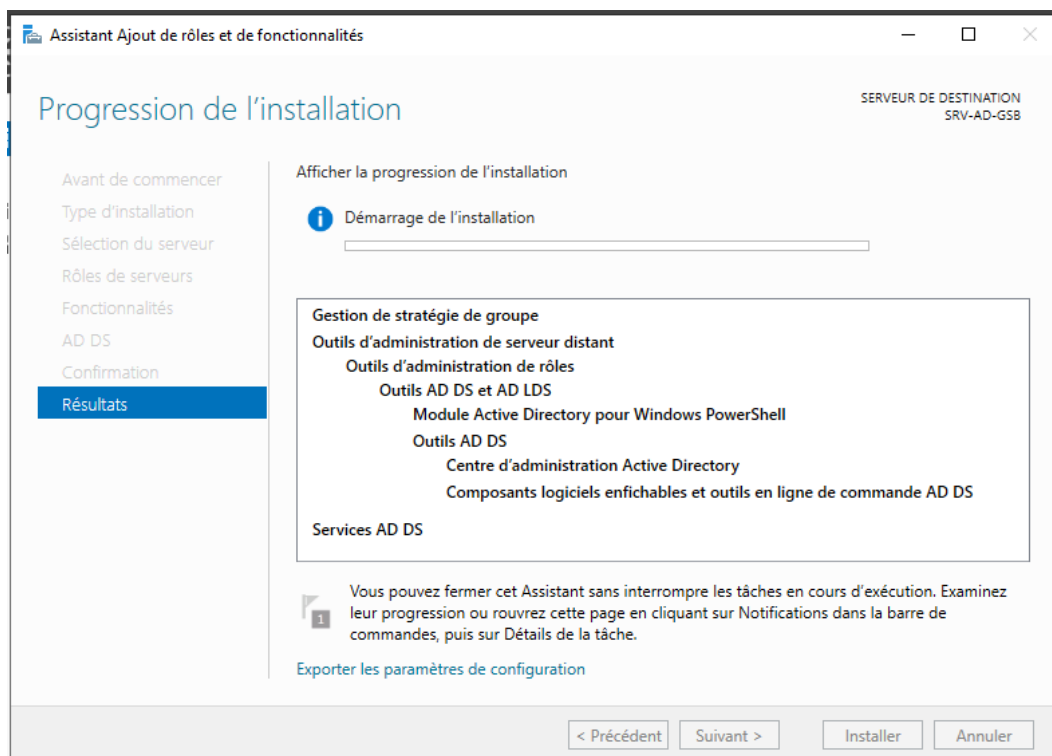 Assistant Ajout de rôles et de fonctionnalités
Progression de l'installation
SERVEUR DE DESTINATION
SRV-AD-GSB
Avant de commencer
Type d'installation
Sélection du serveur
Rôles de serveurs
Fonctionnalités
AD DS
Confirmation
Résultats
Afficher la progression de l'installation
Démarrage de l'installation
Gestion de stratégie de groupe
Outils d'administration de serveur distant
Outils d'administration de rôles
Outils AD DS et AD LDS
Module Active Directory pour Windows PowerShell
Outils AD DS
Centre d'administration Active Directory
Composants logiciels enfichables et outils en ligne de commande AD DS
Services AD DS
1
Vous pouvez fermer cet Assistant sans interrompre les tâches en cours d'exécution. Examinez
leur progression ou rouvrez cette page en cliquant sur Notifications dans la barre de
commandes, puis sur Détails de la tâche.
Exporter les paramètres de configuration
< Précédent
Suivant >
Installer
Annuler